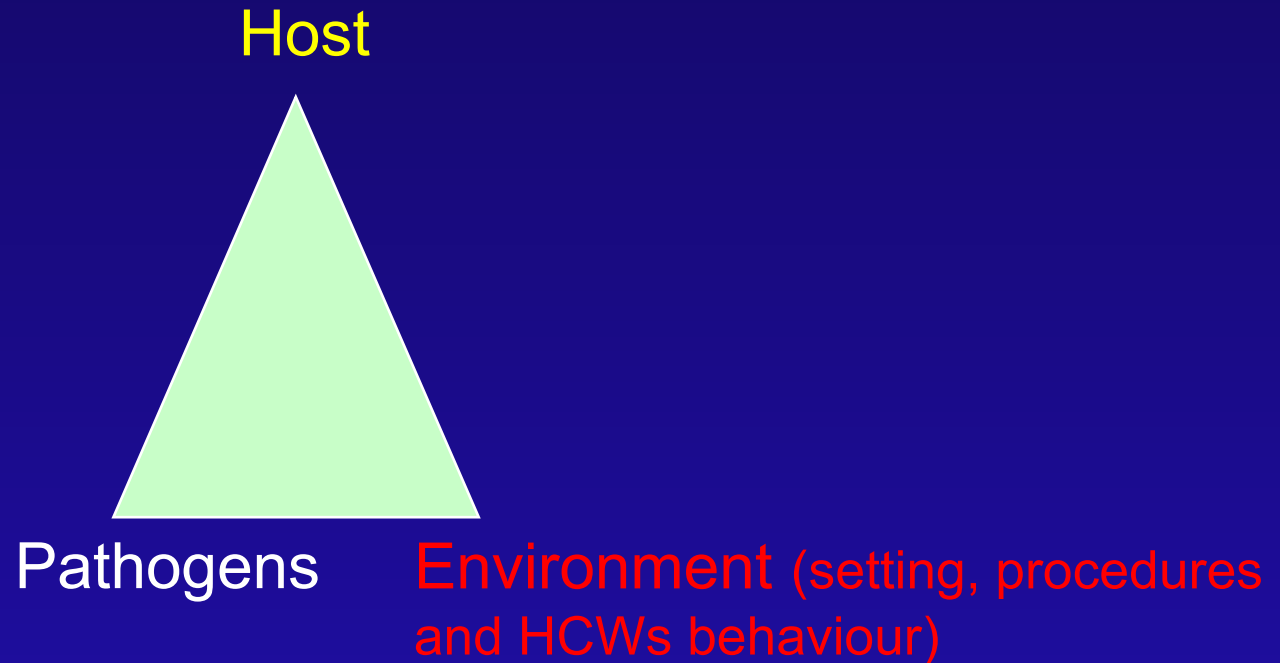 Host
Pathogens
Environment (setting, procedures
and HCWs behaviour)